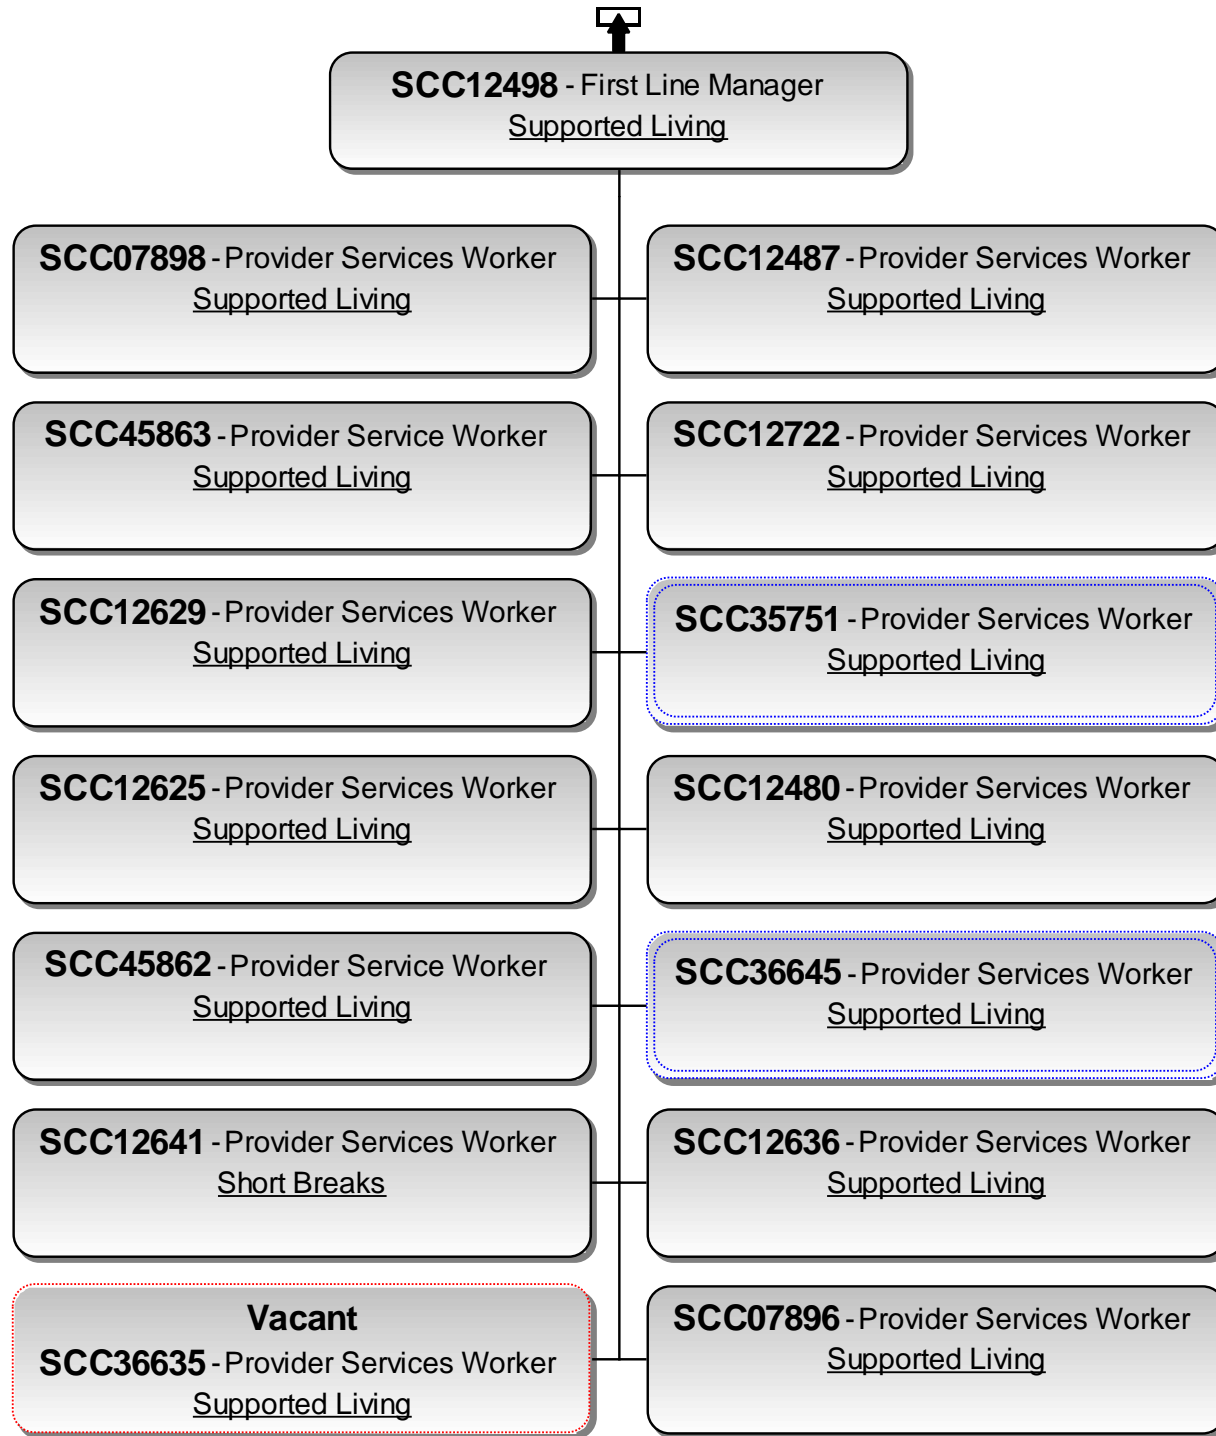 SCC12498 - First Line Manager
Supported Living
SCC07898 - Provider Services Worker
Supported Living
SCC12487 - Provider Services Worker
Supported Living
SCC45863 - Provider Service Worker
Supported Living
SCC12722 - Provider Services Worker
Supported Living
SCC12629 - Provider Services Worker
Supported Living
SCC35751 - Provider Services Worker
Supported Living
SCC12625 - Provider Services Worker
Supported Living
SCC12480 - Provider Services Worker
Supported Living
SCC45862 - Provider Service Worker
Supported Living
SCC36645 - Provider Services Worker
Supported Living
SCC12641 - Provider Services Worker
Short Breaks
SCC12636 - Provider Services Worker
Supported Living
Vacant
SCC36635 - Provider Services Worker
Supported Living
SCC07896 - Provider Services Worker
Supported Living